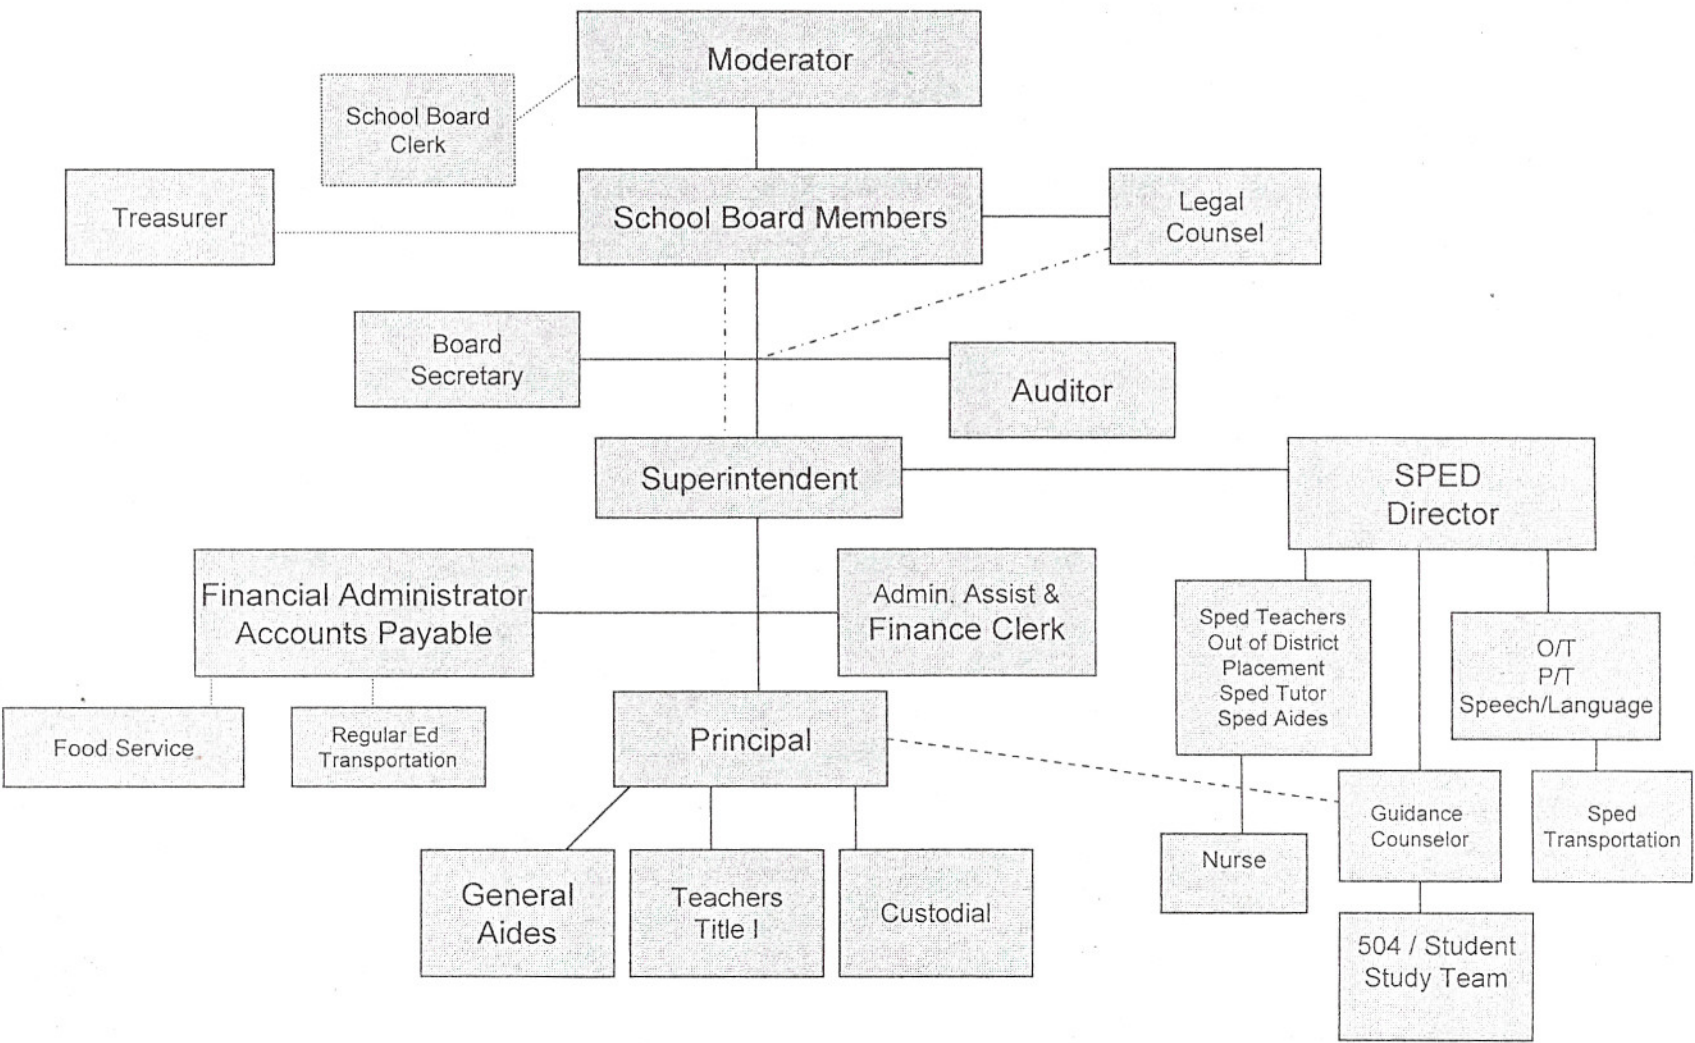 Moderator
School Board
Clerk
Treasurer
School Board Members
Legal
Counsel
Board
Secretary
Auditor
Superintendent
SPED
Director
Financial Administrator
Accounts Payable
Admin. Assist &
Finance Clerk
Sped Teachers
Out of District
Placement
Sped Tutor
Sped Aides
O/T
P/T
Speech/Language
Food Service
Regular Ed
Transportation
Principal
Guidance
Counselor
Sped
Transportation
Nurse
General
Aides
Teachers
Title I
Custodial
504 / Student
Study Team